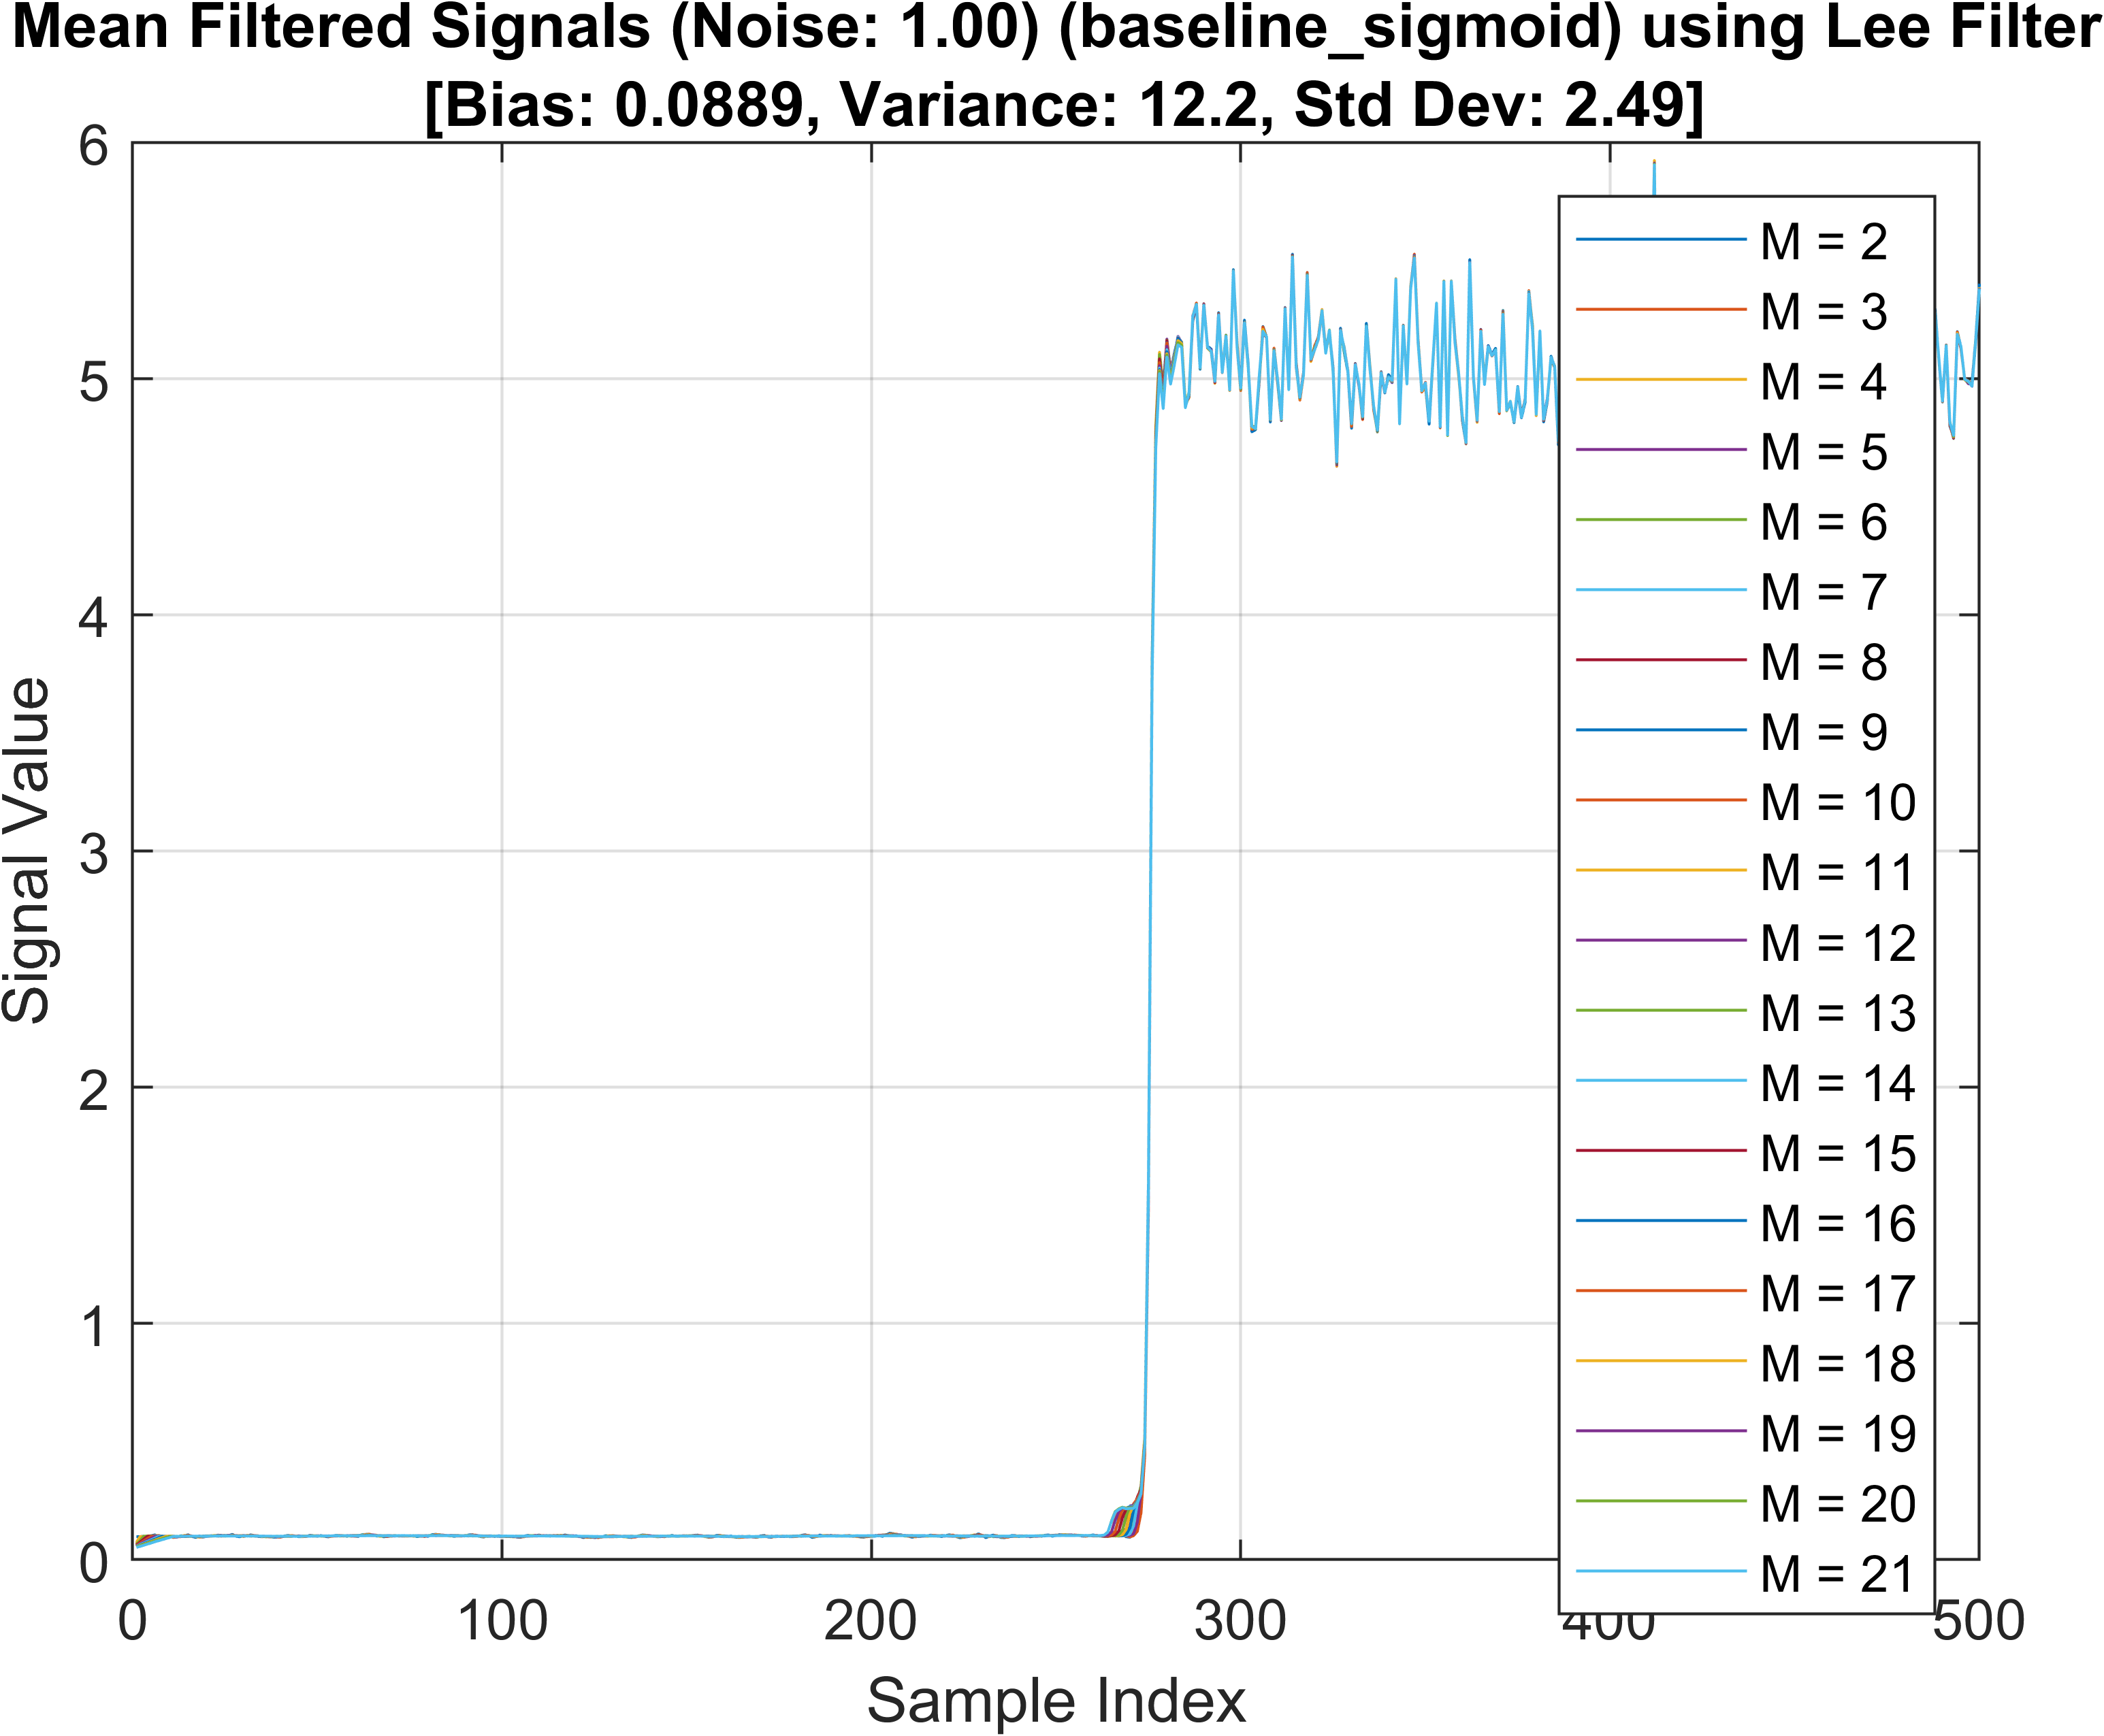 Mean Filtered Signals (Noise: 1.00) (baseline_sigmoid) using Lee Filter
[Bias: 0.0889, Variance: 12.2, Std Dev: 2.49]
6
5
4
3
2
1
0
Signal Value
M = 2
M = 3
M = 4
M = 5
M = 6
M = 7
M = 8
M = 9
M = 10
M = 11
M = 12
M = 13
M = 14
M = 15
M = 16
M = 17
M = 18
M = 19
M = 20
M = 21
0 100 200 300 400 500
Sample Index